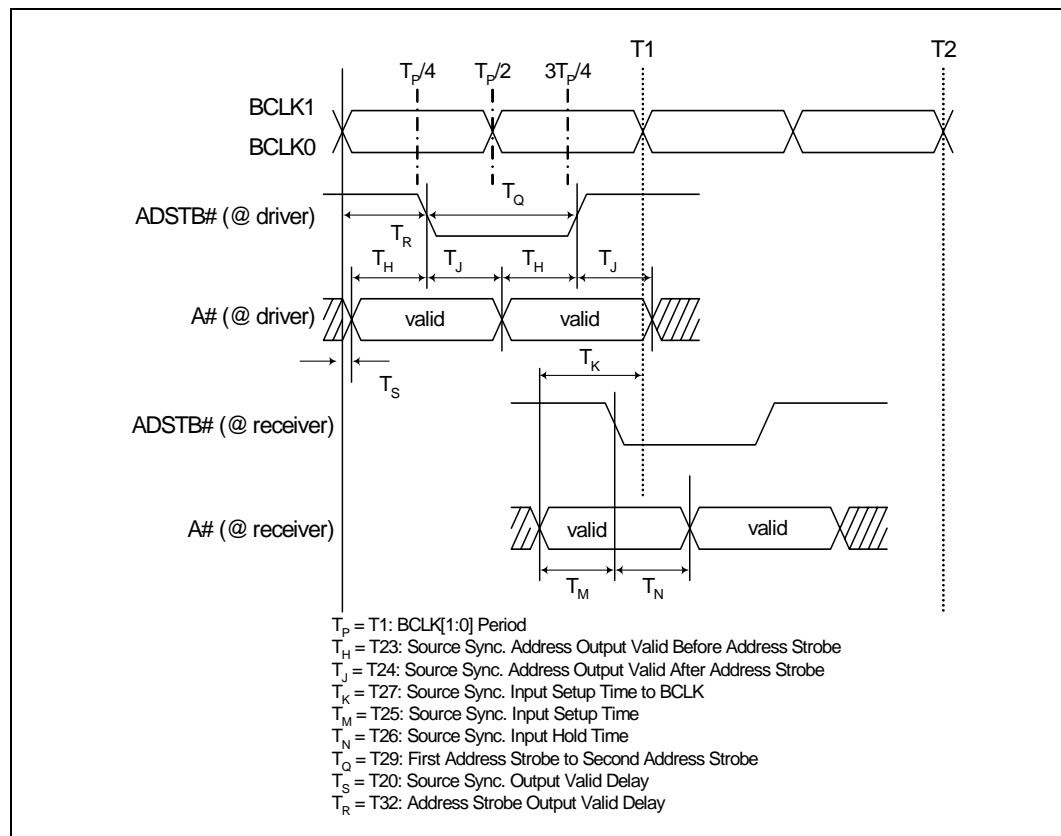 T1 T2
TP/4 TP/2 3TP/4
BCLK1
BCLK0
TQ
ADSTB# (@ driver)
TR
TH TJ TH TJ
A# (@ driver) valid valid
TK
TS
ADSTB# (@ receiver)
A# (@ receiver) valid valid
TM TN
TP = T1: BCLK[1:0] Period
TH = T23: Source Sync. Address Output Valid Before Address Strobe
TJ = T24: Source Sync. Address Output Valid After Address Strobe
TK = T27: Source Sync. Input Setup Time to BCLK
TM = T25: Source Sync. Input Setup Time
TN = T26: Source Sync. Input Hold Time
TQ = T29: First Address Strobe to Second Address Strobe
TS = T20: Source Sync. Output Valid Delay
TR = T32: Address Strobe Output Valid Delay